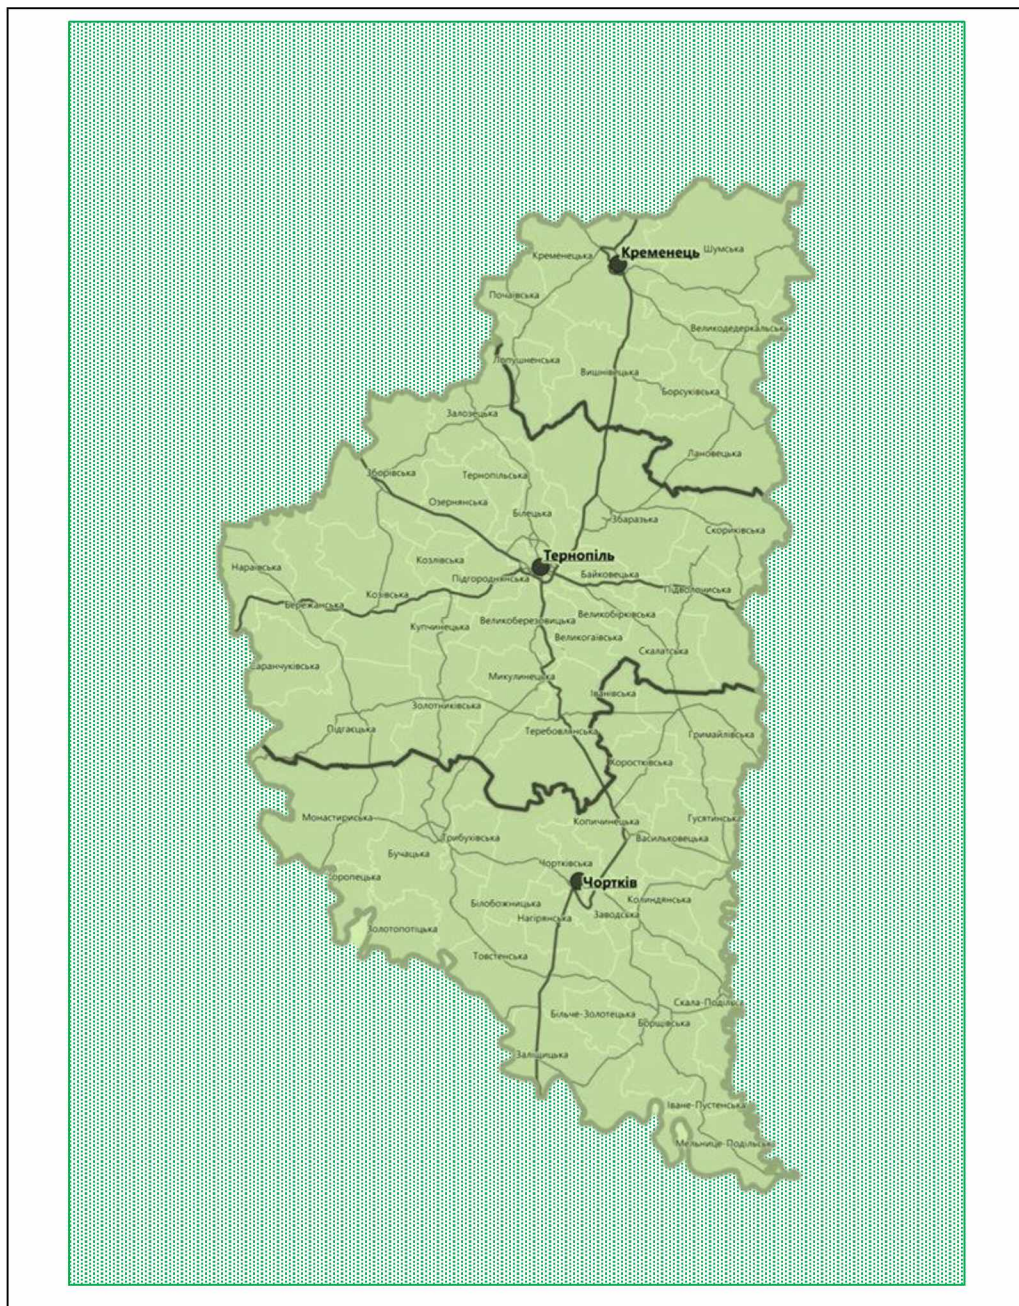 Шумська
Кременець
Кременецька
Почаївська
Великодедеркальська
Лопушненська
Вишнівецька
Борсуківська
Залозецька
Лановецька
Зборівська
Тернопільська
Озернянська
Білецька
Збаразька
Скориківська
Тернопіль
Козлівська
Нараївська
Підгороднянська
Байковецька
Підволочиська
Козівська
Бережанська
Великобірківська
Великоберезовицька
Купчинецька
Великогаївська
Скалатська
Саранчуківська
Микулинецька
Іванівська
Золотниківська
Підгаєцька
Теребовлянська
Гримайлівська
Коростківська
Монастириська
Копичинецька
Гусятинська
Трибухівська
Васильковецька
Бучацька
Чортківська
Коропецька
Чортків
Колиндянська
Білобожницька
Нагірянська
Заводська
Золотопотіцька
Товстенська
Скала-Подільс
Більче-Золотецька
Борщівська
Заліщицька
Іване-Пустенська
Мельнице-Подільська